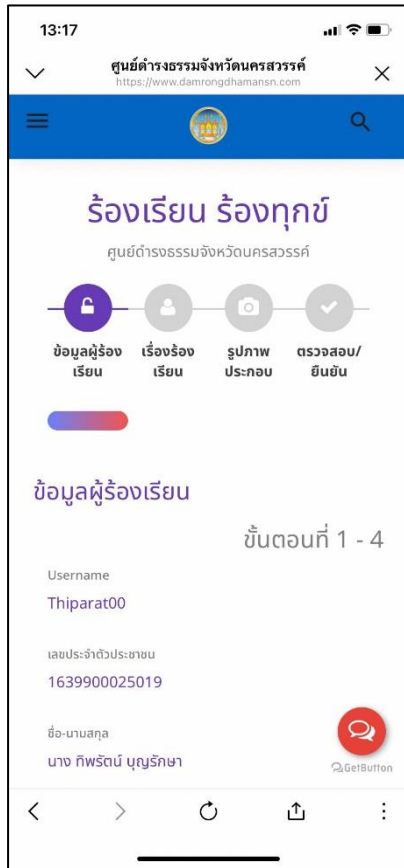 13:17
ศูนย์ดำรงธรรมจังหวัดนครสวรรค์
https://www.damrongdhamansn.com
ร้องเรียน ร้องทุกข์
ศูนย์ดำรงธรรมจังหวัดนครสวรรค์
ข้อมูลผู้ร้อง
เรียน
เรื่องร้อง
เรียน
รูปภาพ
ประกอบ
ตรวจสอบ/
ยืนยัน
ข้อมูลผู้ร้องเรียน
ขั้นตอนที่ 1 - 4
Username
Thiparat00
เลขประจำตัวประชาชน
1639900025019
ชื่อ-นามสกุล
นาง ทิพรัตน์ บุญรักษา
GetButton